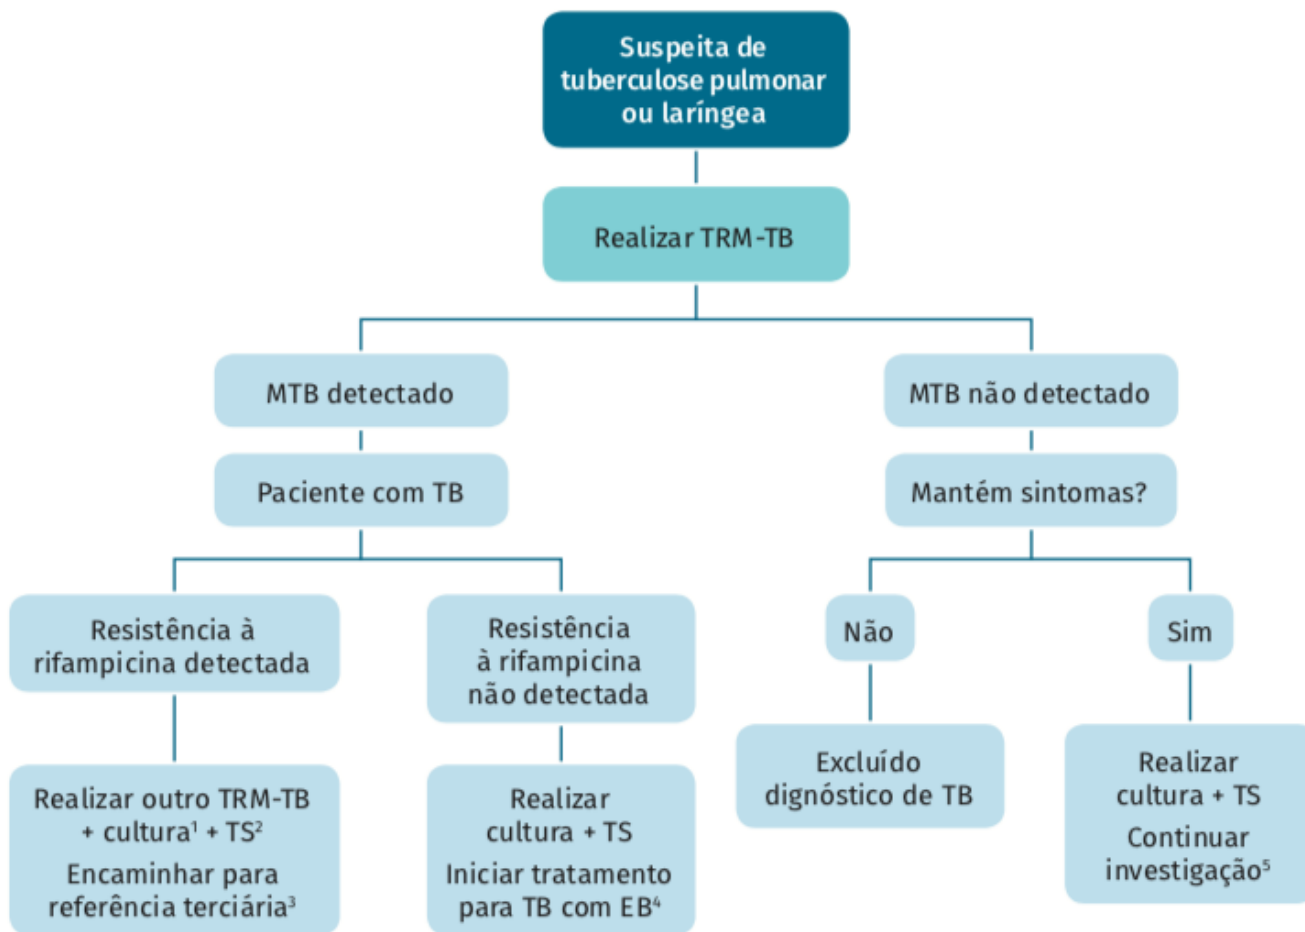 Suspeita de
tuberculose pulmonar
ou laríngea
Realizar TRM-TB
MTB detectado
MTB não detectado
Paciente com TB
Mantém sintomas?
Resistência à
rifampicina detectada
Resistência
à rifampicina
não detectada
Não
Sim
Realizar outro TRM-TB
+ cultura¹ + TS²
Encaminhar para
referência terciária³
Realizar
cultura + TS
Iniciar tratamento
para TB com EB⁴
Excluído
dignóstico de TB
Realizar
cultura + TS
Continuar
investigação⁵